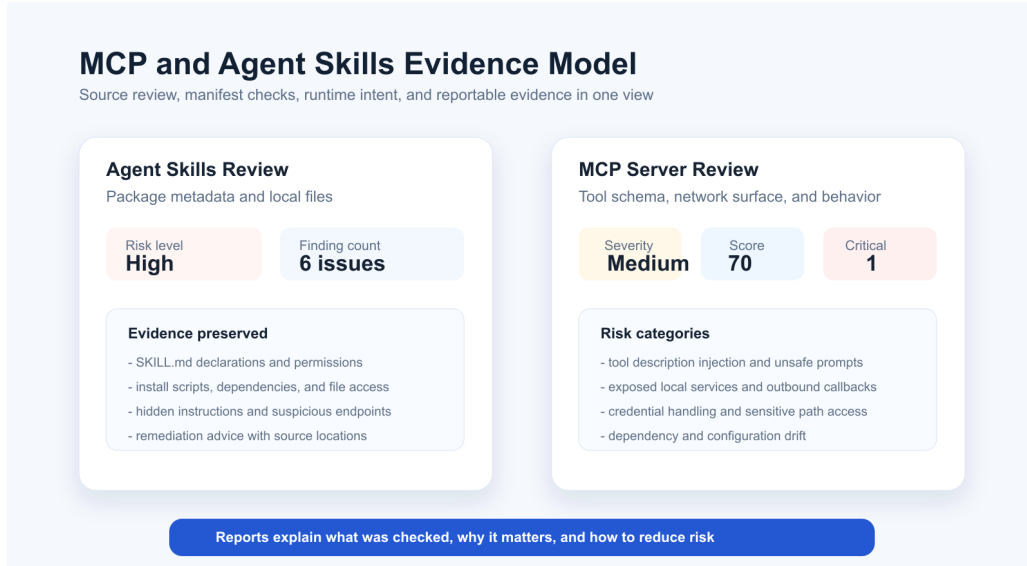 MCP and Agent Skills Evidence Model
Source review, manifest checks, runtime intent, and reportable evidence in one view
Agent Skills Review
Package metadata and local files
Risk level
High
Finding count
6 issues
Evidence preserved
- SKILL.md declarations and permissions
- install scripts, dependencies, and file access
- hidden instructions and suspicious endpoints
- remediation advice with source locations
MCP Server Review
Tool schema, network surface, and behavior
Severity
Medium
Score
70
Critical
1
Risk categories
- tool description injection and unsafe prompts
- exposed local services and outbound callbacks
- credential handling and sensitive path access
- dependency and configuration drift
Reports explain what was checked, why it matters, and how to reduce risk